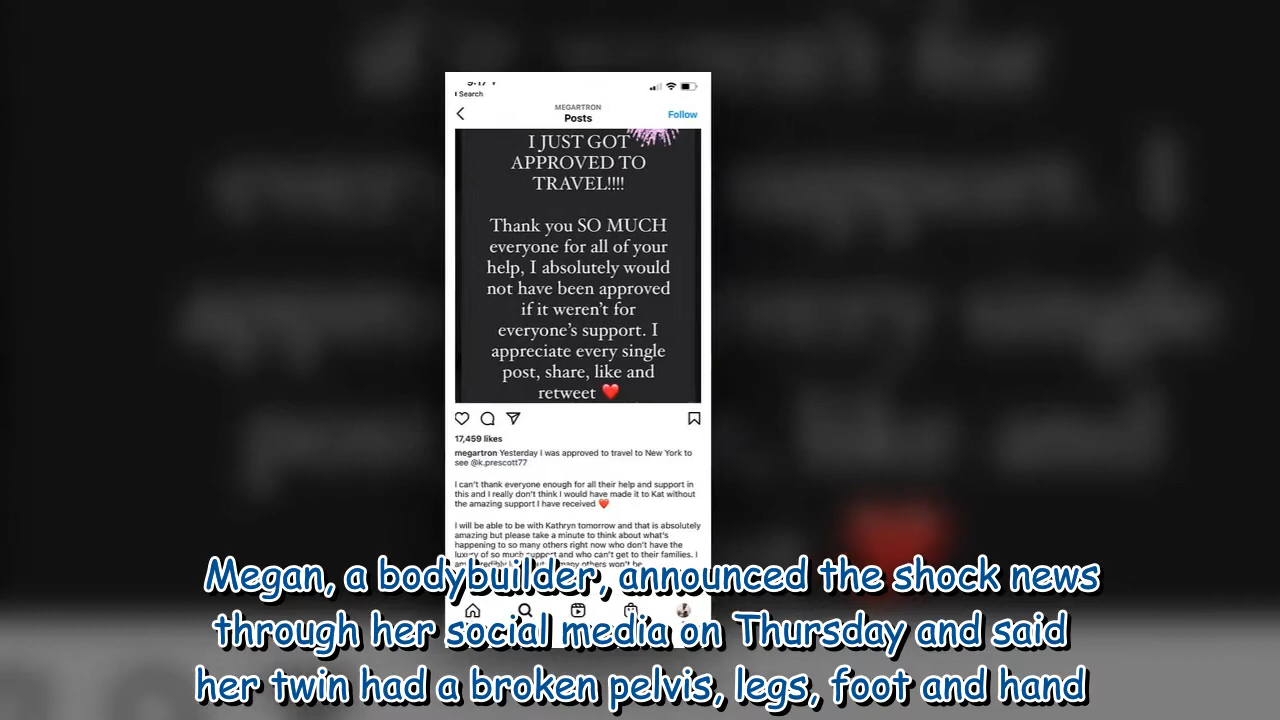 Search
MEGARTRON
Posts
Follow
I JUST GOT
APPROVED TO
TRAVEL!!!!
Thank you SO MUCH
everyone for all of your
help, I absolutely would
not have been approved
if it weren't for
everyone's support. I
appreciate every single
post, share, like and
retweet ❤️
17,459 likes
megartron Yesterday I was approved to travel to New York to
see @k.prescott77
I can't thank everyone enough for all their help and support in
this and I really don't think I would have made it to Kat without
the amazing support I have received ❤️
I will be able to be with Kathryn tomorrow and that is absolutely
amazing but please take a minute to think about what's
happening to so many others right now who don't have the
luxury of so much support and who can't get to their families. I
many others won't be
Megan, a bodybuilder, announced the shock news
through her social media on Thursday and said
her twin had a broken pelvis, legs, foot and hand